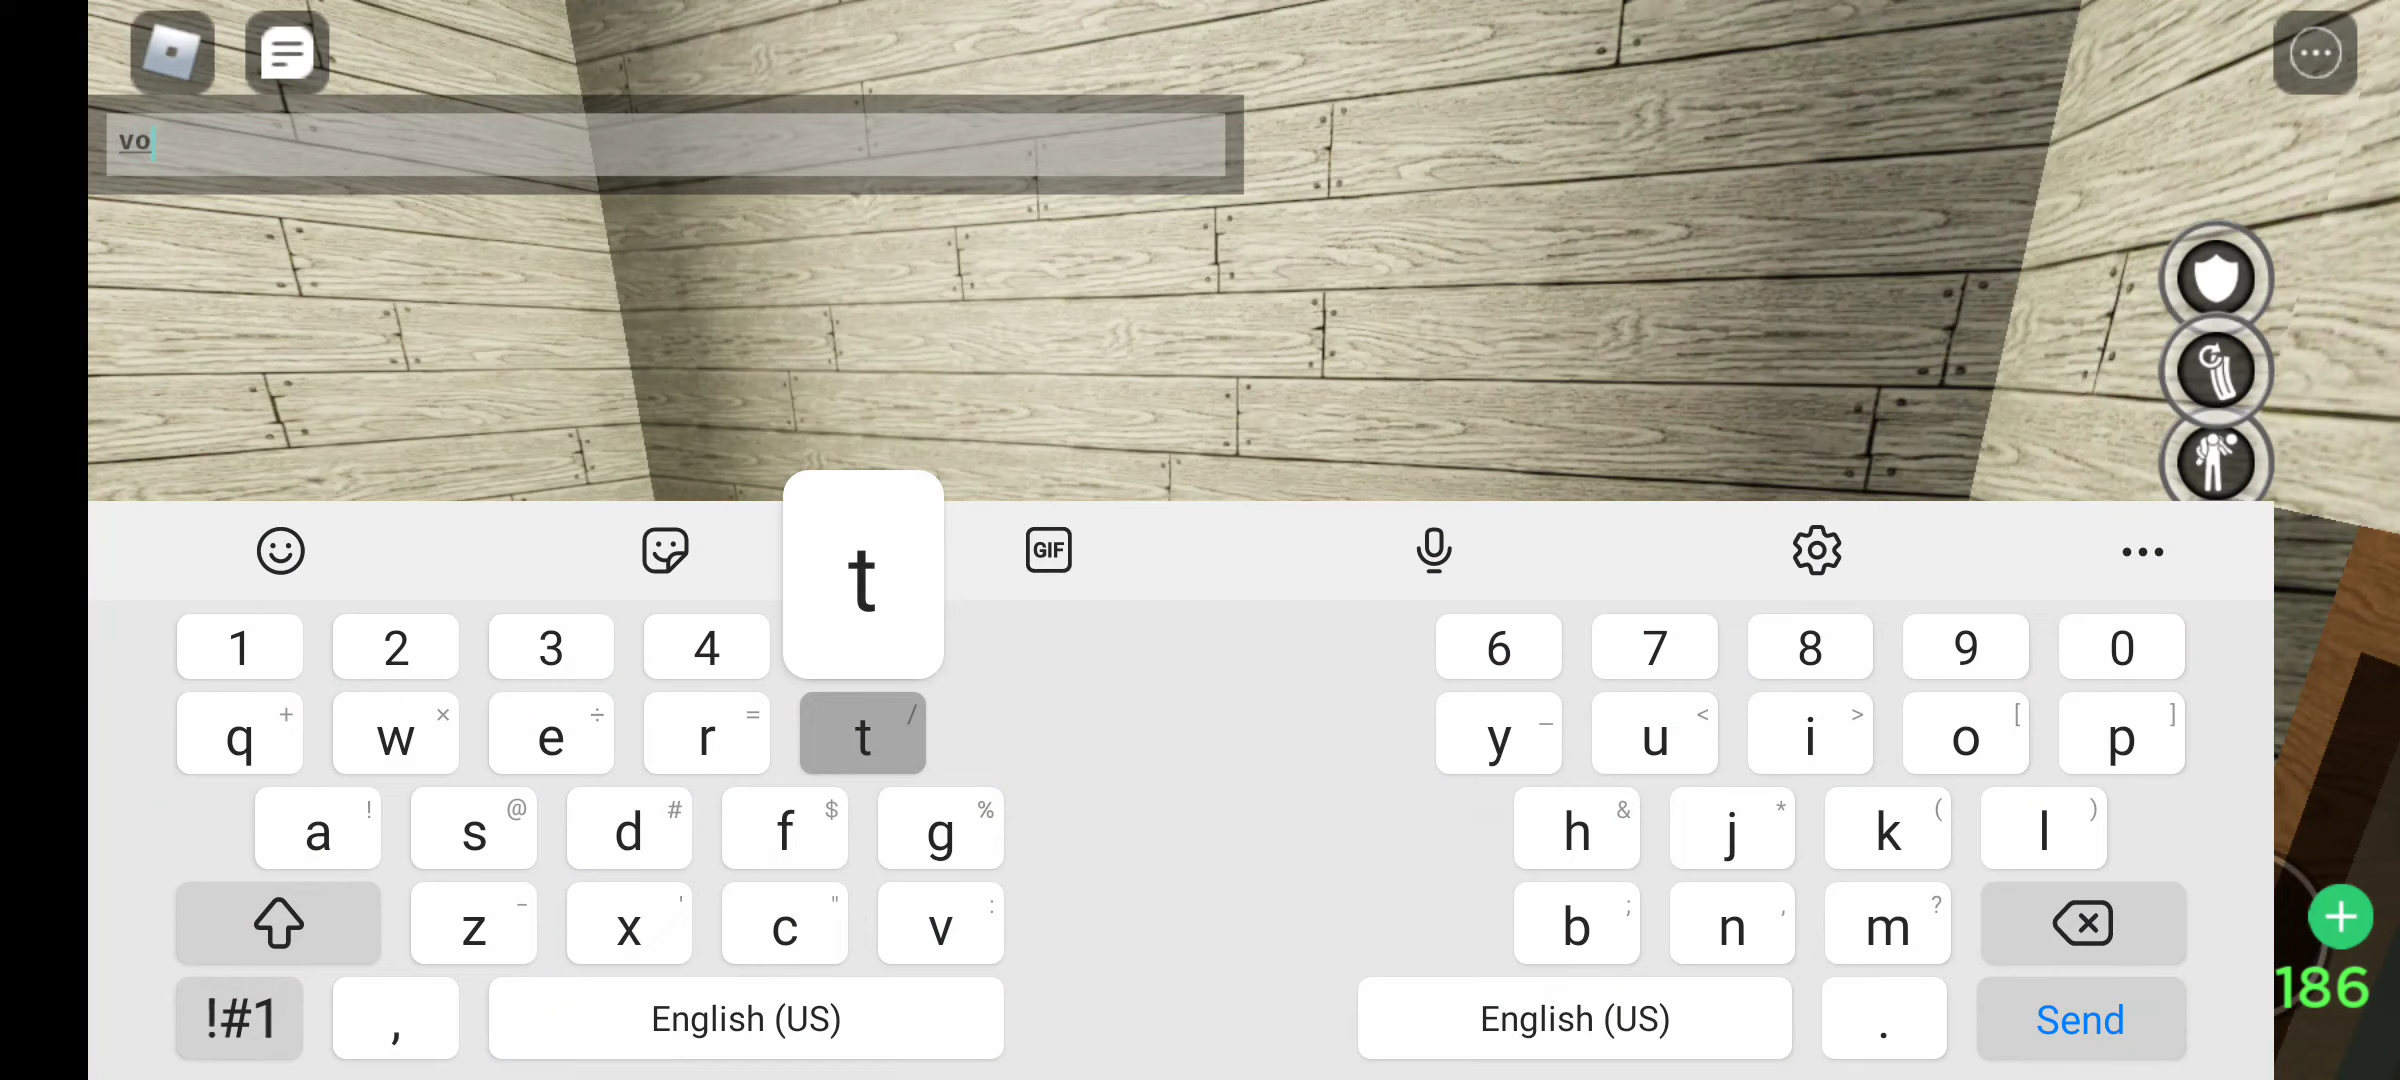 vo
t
GIF
1 2 3 4 6 7 8 9 0
q + w × e ÷ r = t / y _ u < i > o [ p ]
a ! s @ d # f $ g % h & j * k ( l )
z - x ' c " v : b ; n , m ?
!#1 , English (US) English (US) . Send
+
186